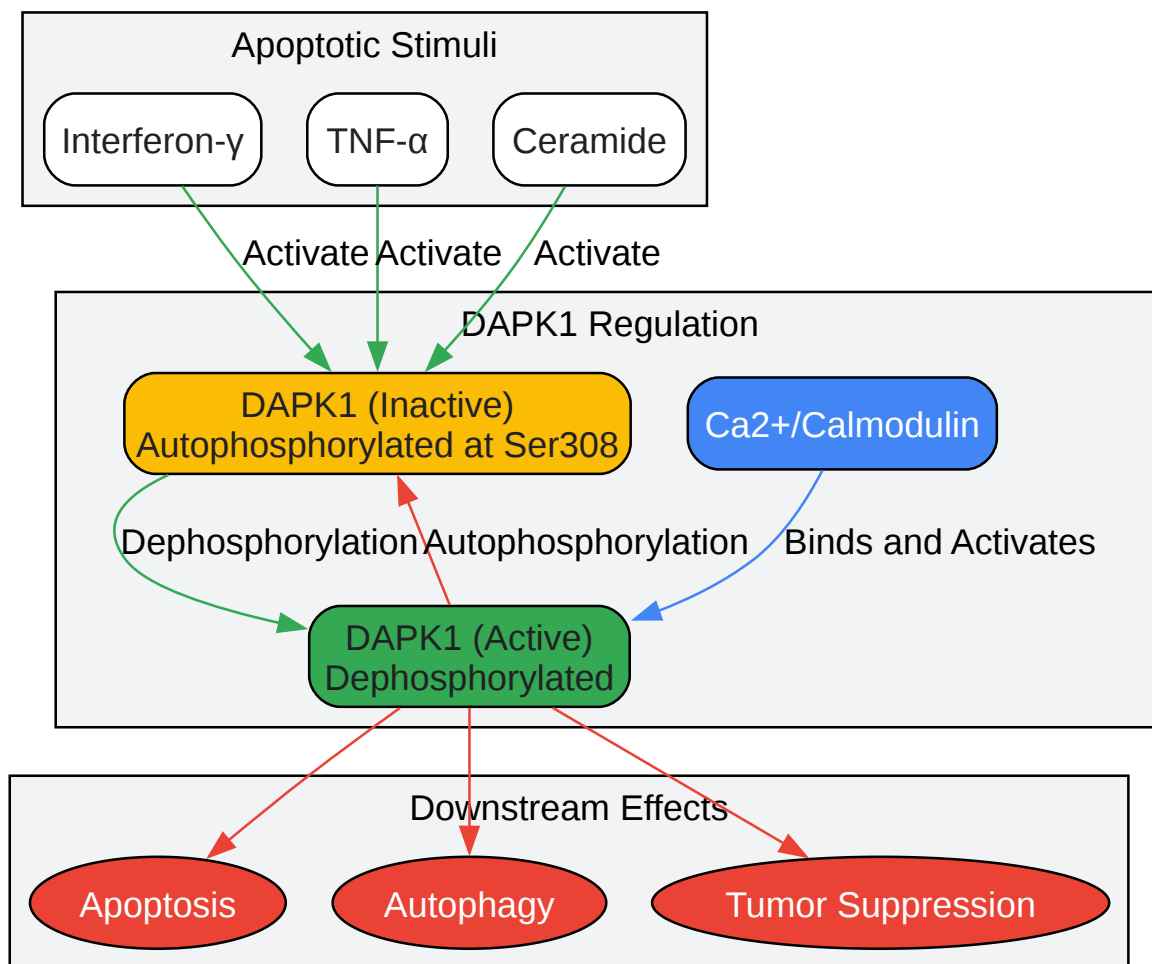 Apoptotic Stimuli
Interferon-γ
TNF-α
Ceramide
Activate
Activate
Activate
DAPK1 Regulation
DAPK1 (Inactive)
Autophosphorylated at Ser308
Ca2+/Calmodulin
Dephosphorylation
Autophosphorylation
Binds and Activates
DAPK1 (Active)
Dephosphorylated
Downstream Effects
Apoptosis
Autophagy
Tumor Suppression